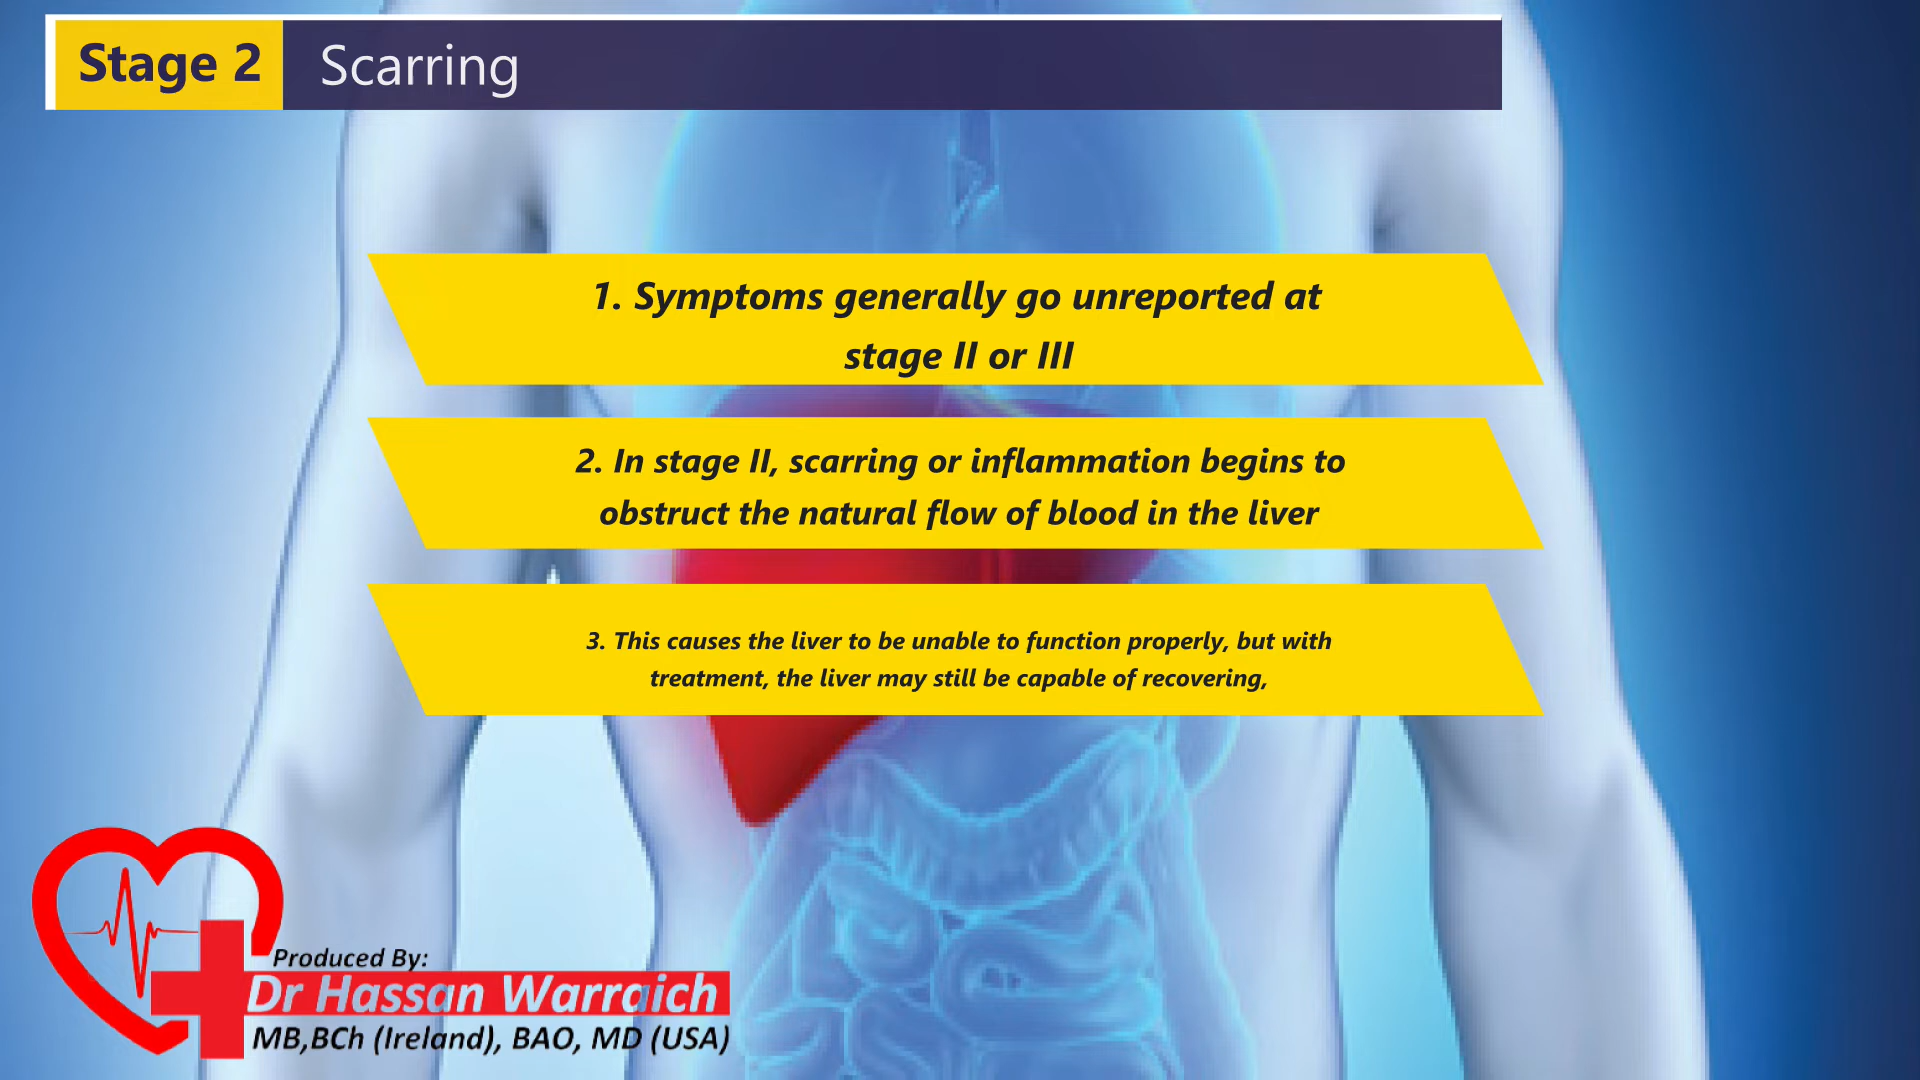 Stage 2 Scarring
1. Symptoms generally go unreported at
stage II or III
2. In stage II, scarring or inflammation begins to
obstruct the natural flow of blood in the liver
3. This causes the liver to be unable to function properly, but with
treatment, the liver may still be capable of recovering,
Produced By:
Dr Hassan Warraich
MB,BCh (Ireland), BAO, MD (USA)